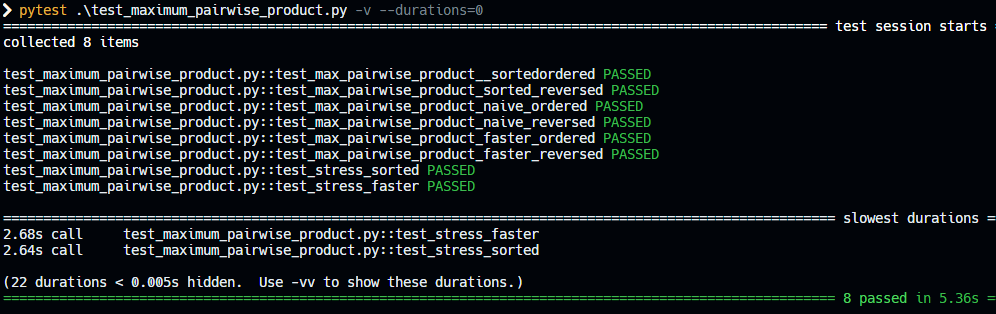 ❯ pytest .\test_maximum_pairwise_product.py -v --durations=0
======================================================================================================= test session starts =
collected 8 items
test_maximum_pairwise_product.py::test_max_pairwise_product__sortedordered PASSED
test_maximum_pairwise_product.py::test_max_pairwise_product_sorted_reversed PASSED
test_maximum_pairwise_product.py::test_max_pairwise_product_naive_ordered PASSED
test_maximum_pairwise_product.py::test_max_pairwise_product_naive_reversed PASSED
test_maximum_pairwise_product.py::test_max_pairwise_product_faster_ordered PASSED
test_maximum_pairwise_product.py::test_max_pairwise_product_faster_reversed PASSED
test_maximum_pairwise_product.py::test_stress_sorted PASSED
test_maximum_pairwise_product.py::test_stress_faster PASSED
======================================================================================================== slowest durations =
2.68s call     test_maximum_pairwise_product.py::test_stress_faster
2.64s call     test_maximum_pairwise_product.py::test_stress_sorted
(22 durations < 0.005s hidden.  Use -vv to show these durations.)
======================================================================================================== 8 passed in 5.36s =